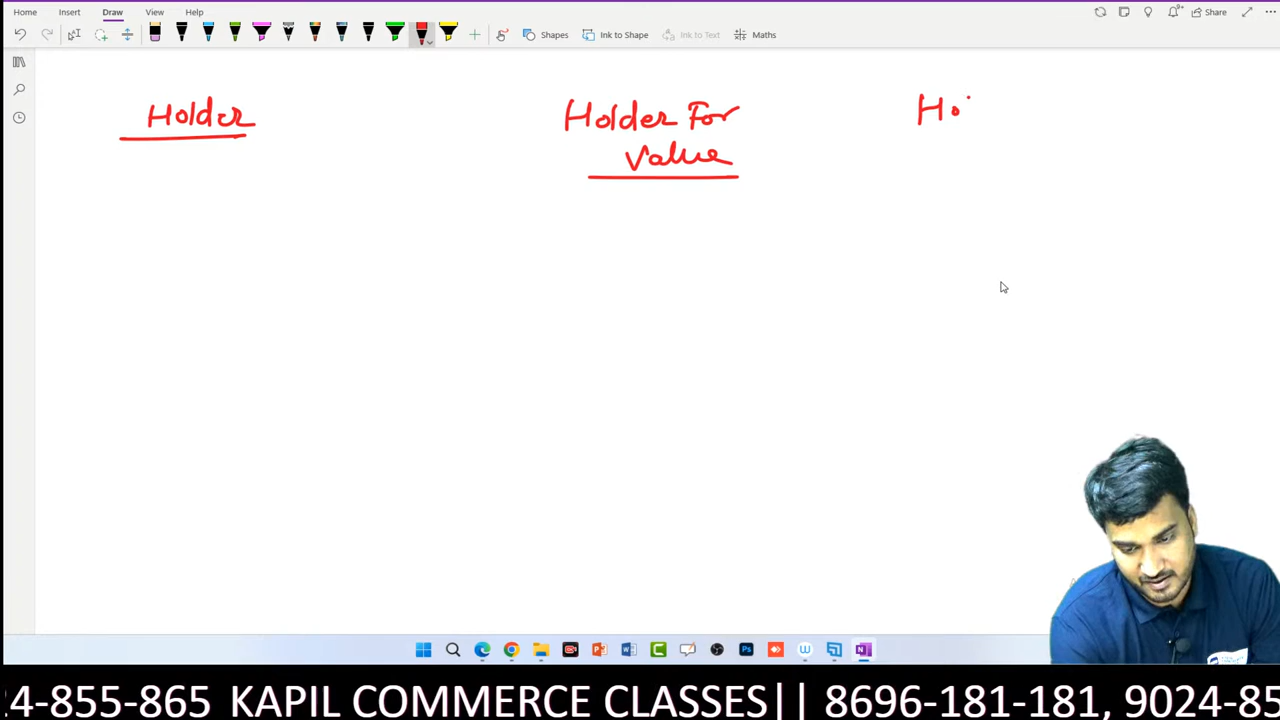 Home Insert Draw View Help
Share
Shapes Ink to Shape Ink to Text Maths
Holder
Holder For
Value
Ho
4-855-865 KAPIL COMMERCE CLASSES|| 8696-181-181, 9024-85